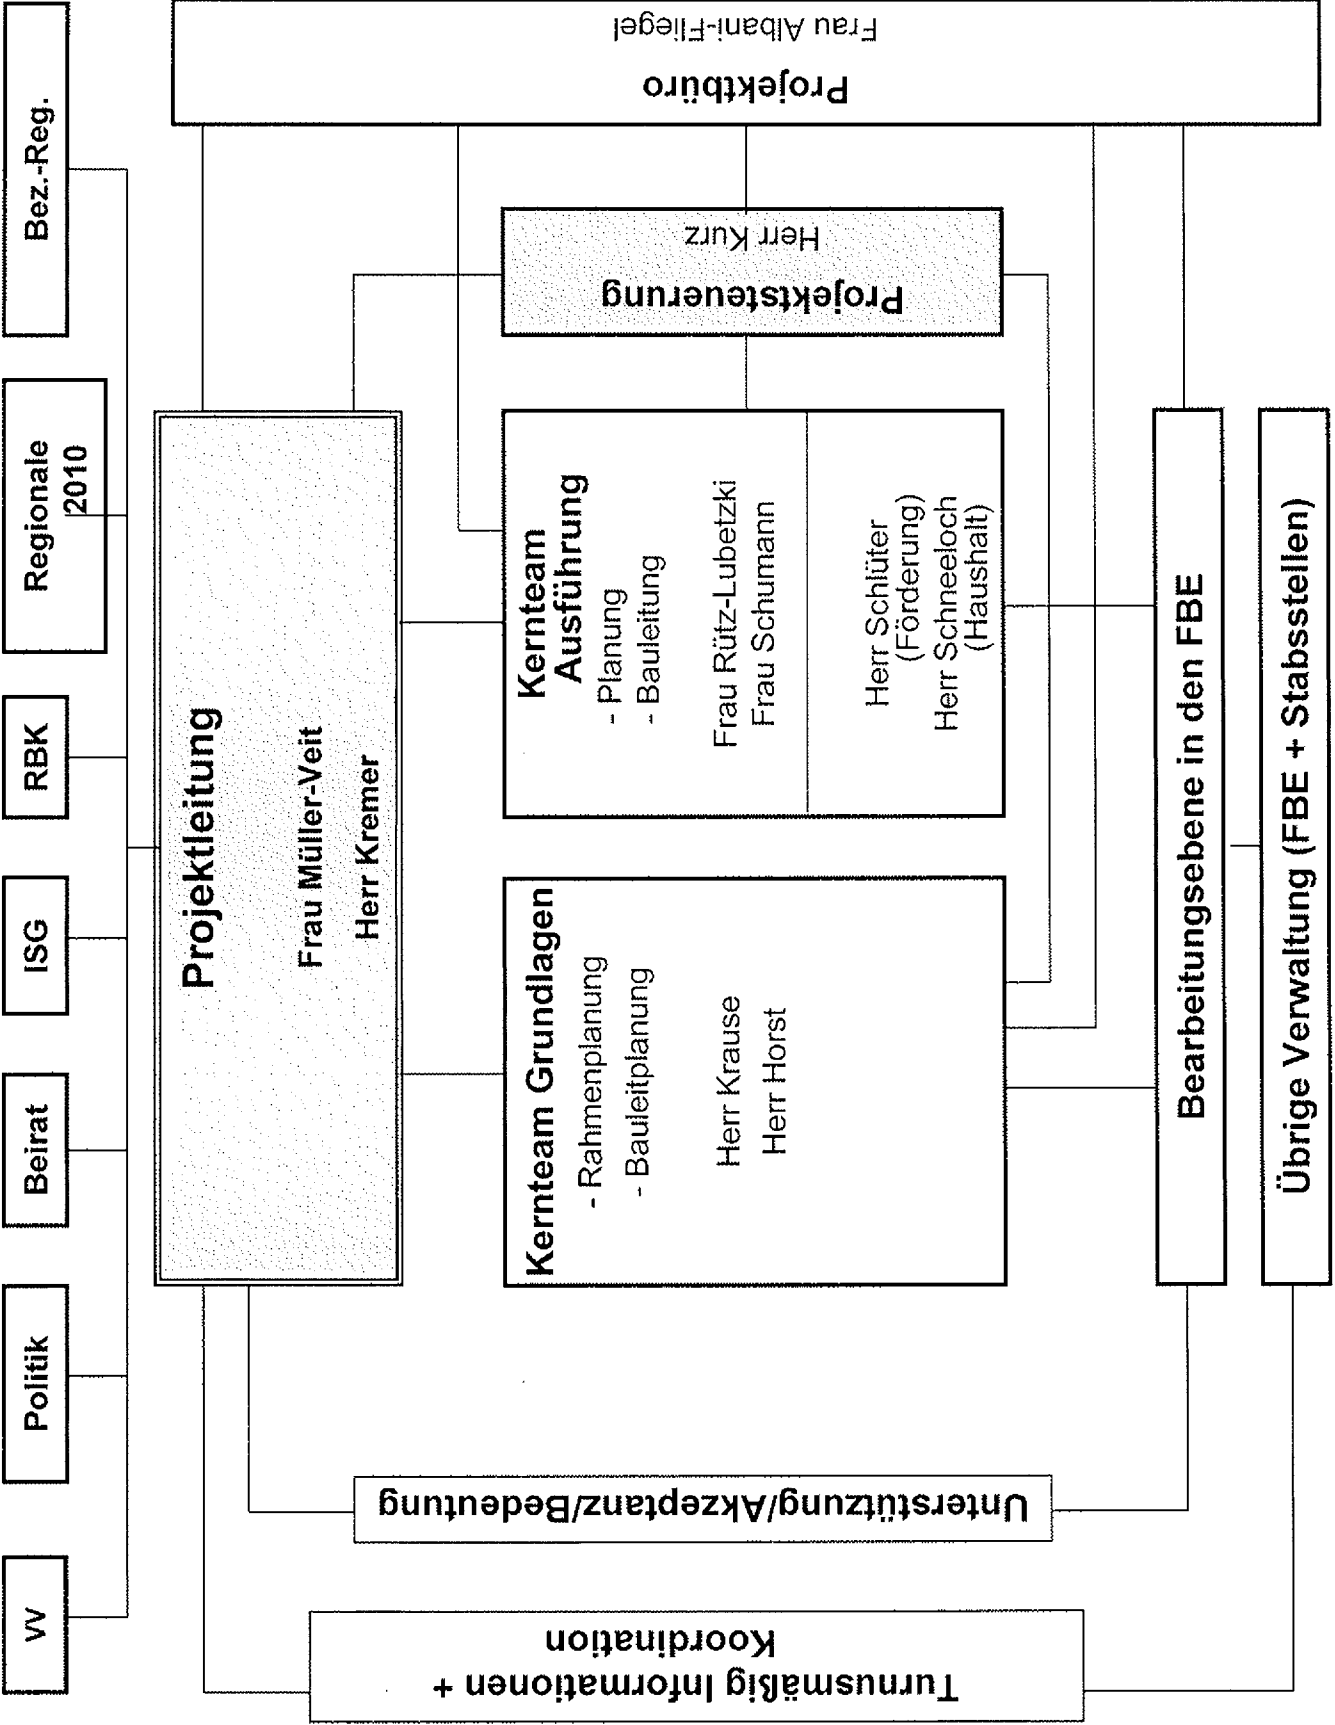 VV
Politik
Beirat
ISG
RBK
Regionale
2010
Bez.-Reg.
Projektleitung
Frau Müller-Veit
Herr Kremer
Turnusmäßig Informationen +
Koordination
Unterstützung/Akzeptanz/Bedeutung
Kernteam Grundlagen
- Rahmenplanung
- Bauleitplanung
Herr Krause
Herr Horst
Kernteam
Ausführung
- Planung
- Bauleitung
Frau Rütz-Lubetzki
Frau Schumann
Herr Schlüter
(Förderung)
Herr Schneeloch
(Haushalt)
Projektsteuerung
Herr Kurz
Projektbüro
Frau Albani-Fliegel
Bearbeitungsebene in den FBE
Übrige Verwaltung (FBE + Stabsstellen)